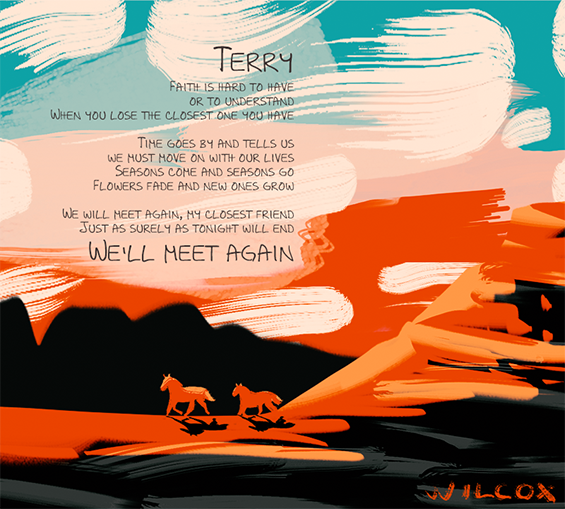 Terry
Faith is hard to have
or to understand
When you lose the closest one you have
Time goes by and tells us
we must move on with our lives
Seasons come and seasons go
Flowers fade and new ones grow
We will meet again, my closest friend
Just as surely as tonight will end
We'll meet again
WILCOX